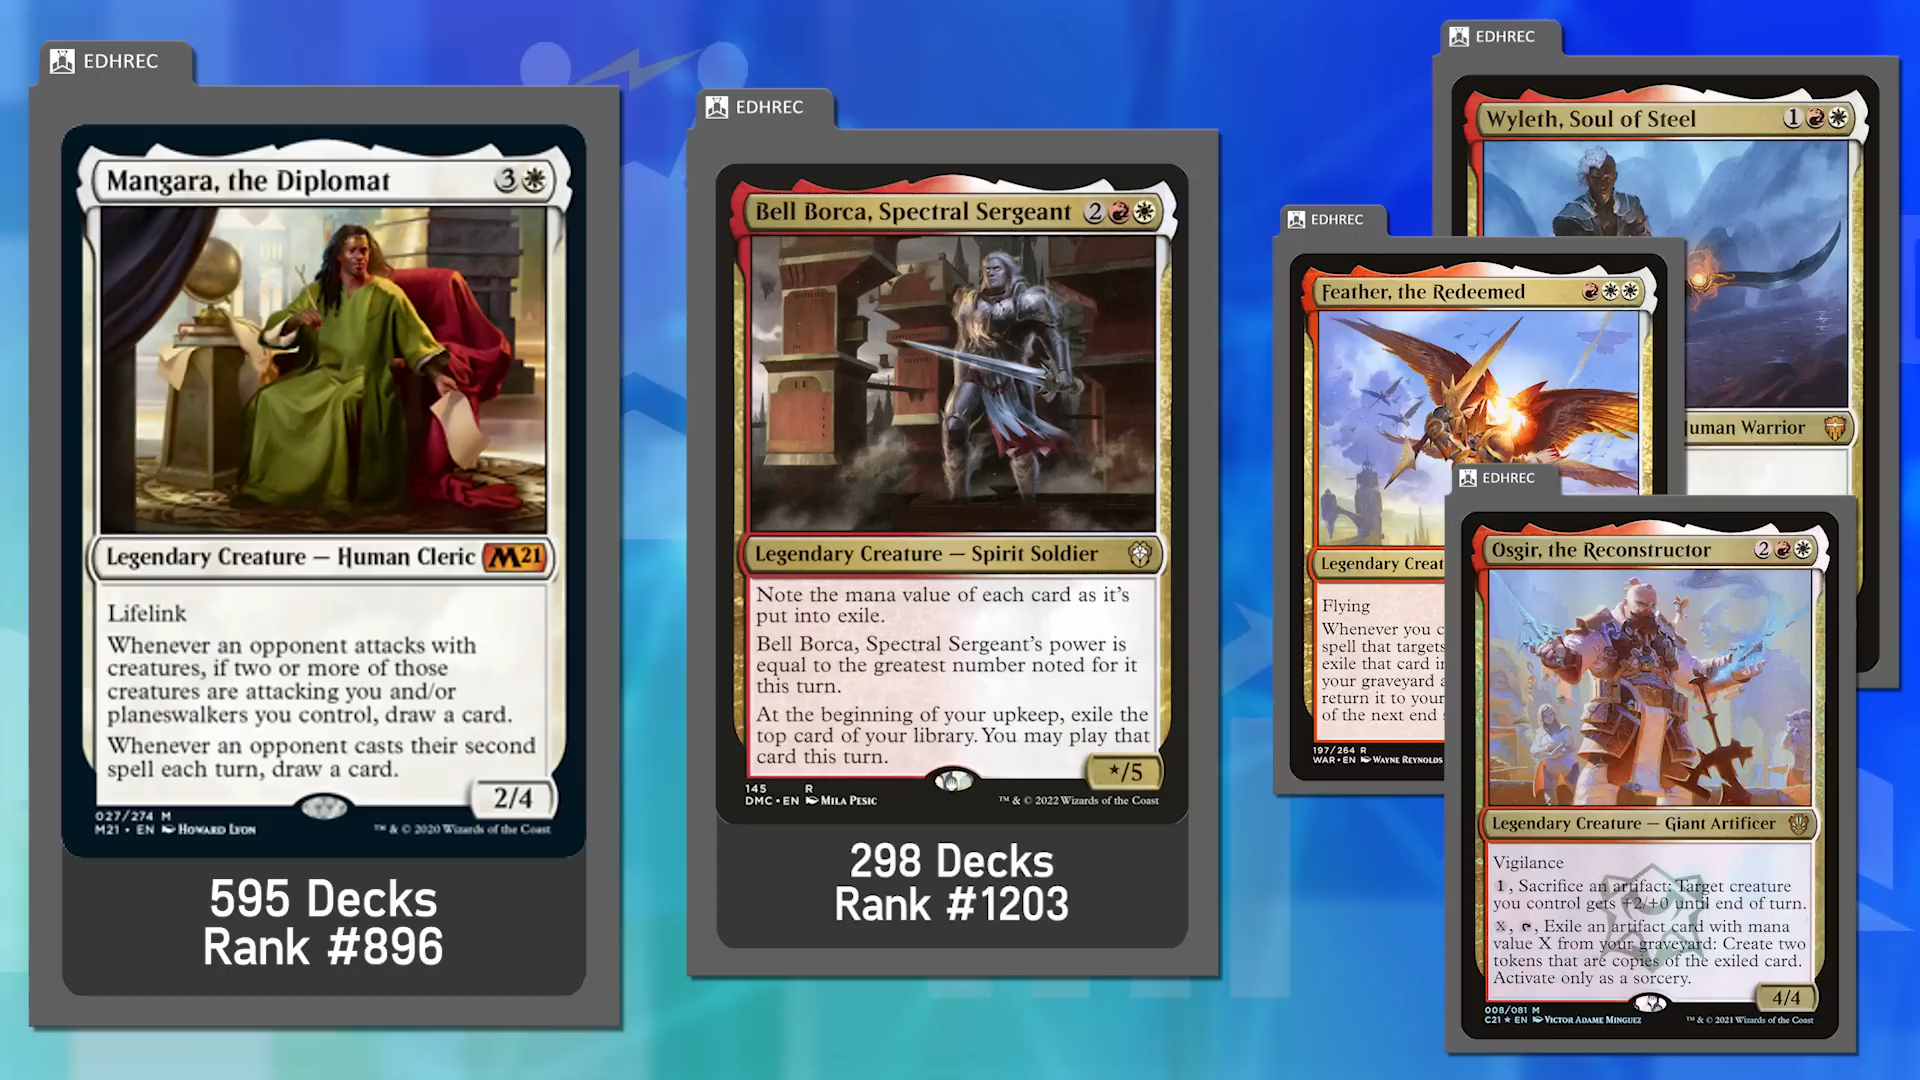 EDHREC
Mangara, the Diplomat 3
Legendary Creature — Human Cleric M21
Lifelink
Whenever an opponent attacks with
creatures, if two or more of those
creatures are attacking you and/or
planeswalkers you control, draw a card.
Whenever an opponent casts their second
spell each turn, draw a card.
2/4
027/274 M
M21 • EN Howard Lyon
™ & © 2020 Wizards of the Coast
595 Decks
Rank #896
EDHREC
Bell Borca, Spectral Sergeant 2
Legendary Creature — Spirit Soldier
Note the mana value of each card as it's
put into exile.
Bell Borca, Spectral Sergeant's power is
equal to the greatest number noted for it
this turn.
At the beginning of your upkeep, exile the
top card of your library. You may play that
card this turn.
★/5
145 R
DMC • EN Mila Pesic
™ & © 2022 Wizards of the Coast
298 Decks
Rank #1203
EDHREC
Wyleth, Soul of Steel 1
uman Warrior
EDHREC
Feather, the Redeemed
Legendary Creat
Flying
Whenever you c
spell that targets
exile that card i
your graveyard a
return it to your
of the next end
197/264 R
WAR • EN Wayne Reynolds
EDHREC
Osgir, the Reconstructor 2
Legendary Creature — Giant Artificer
Vigilance
1, Sacrifice an artifact: Target creature
you control gets +2/+0 until end of turn.
X, , Exile an artifact card with mana
value X from your graveyard: Create two
tokens that are copies of the exiled card.
Activate only as a sorcery.
4/4
008/081 M
C21 ★ EN Victor Adame Minguez
™ & © 2021 Wizards of the Coast